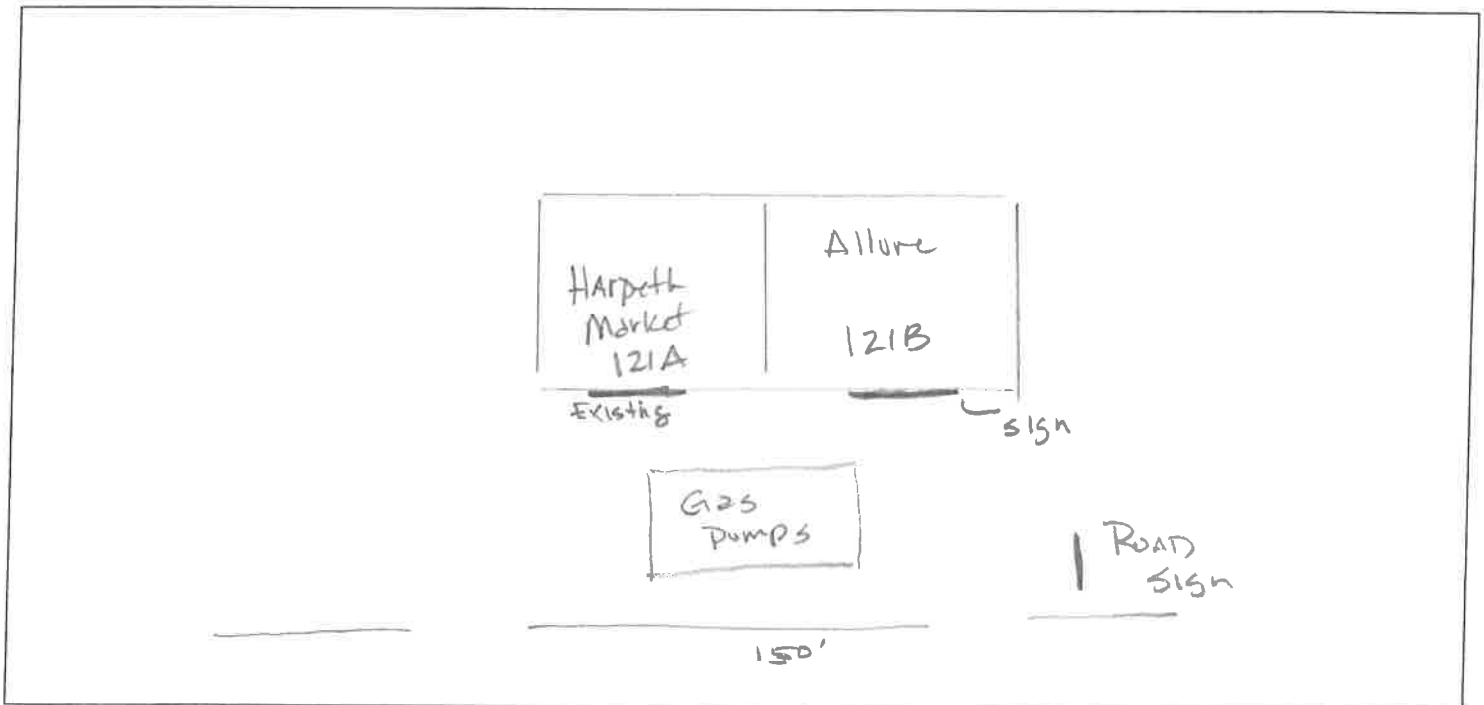 Allure
HArpeth
Market
121A
121B
Existing
sign
Gas
Pumps
ROAD
sign
150'